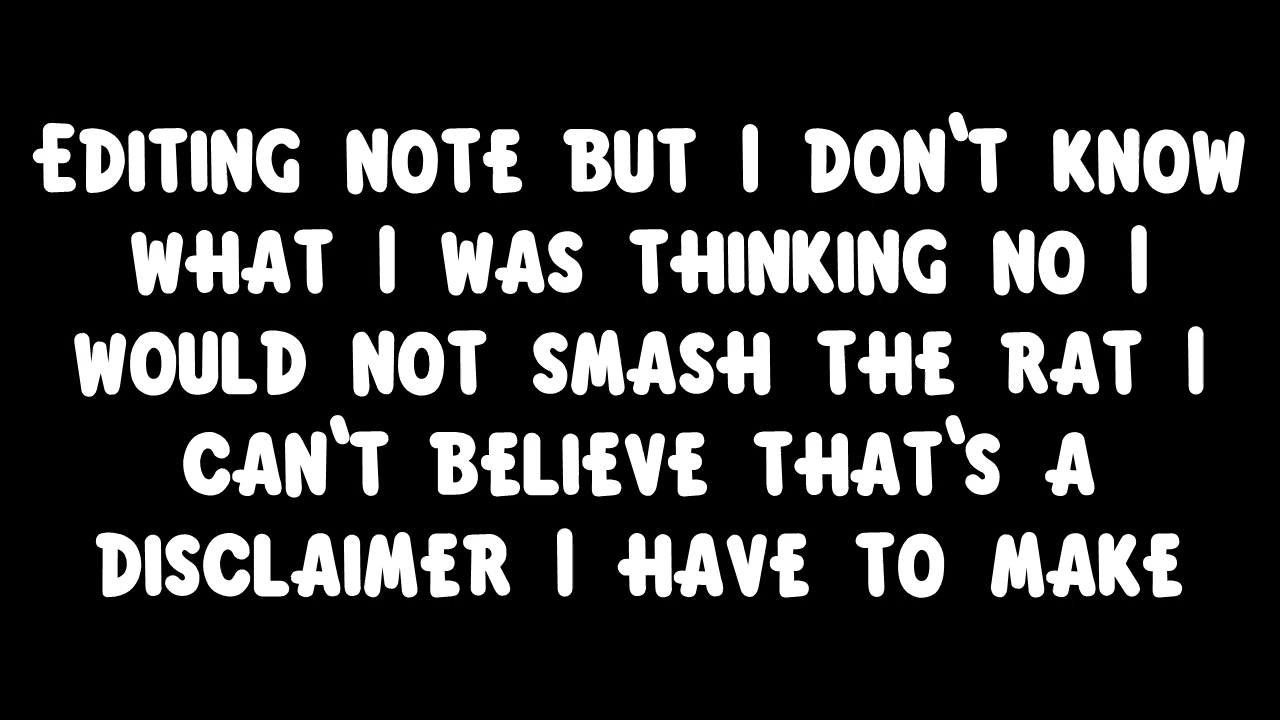 Editing note but I don't know
what I was thinking no I
would not smash the rat I
can't believe that's a
disclaimer I have to make